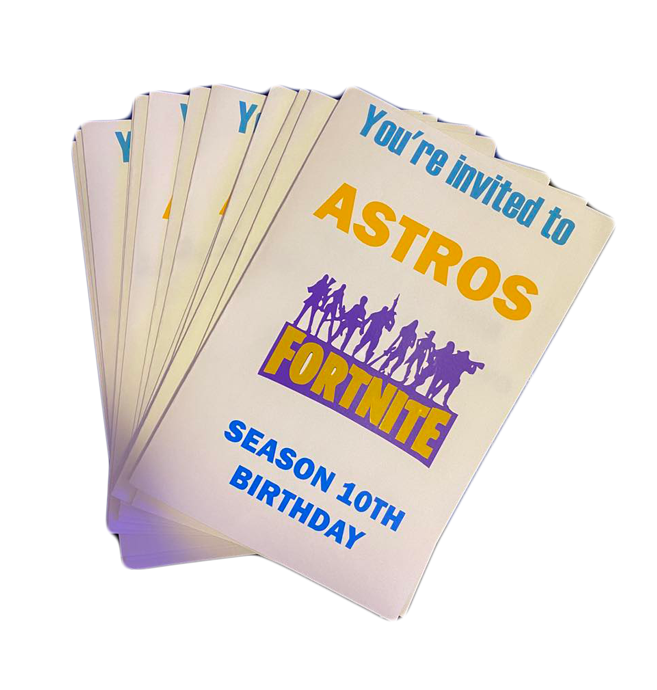 You're invited to
ASTROS
FORTNITE
SEASON 10TH
BIRTHDAY